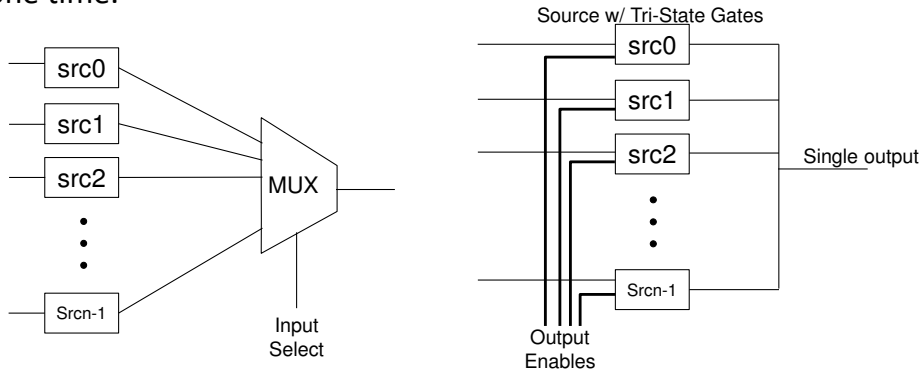 one time.
src0
src1
src2
Srcn-1
MUX
Input
Select
Source w/ Tri-State Gates
src0
src1
src2
Srcn-1
Single output
Output
Enables